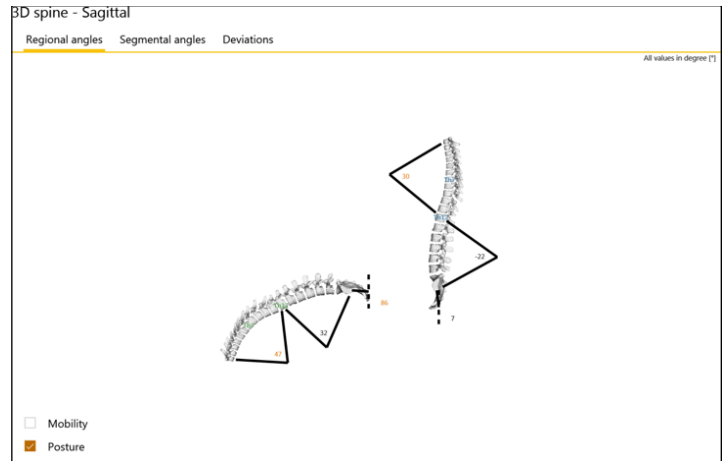 3D spine - Sagittal
Regional angles Segmental angles Deviations
All values in degree [°]
30
-22
86
7
32
47
Mobility
Posture